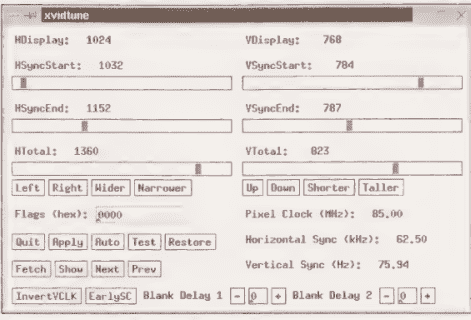 xvidtune
HDisplay: 1024 VDisplay: 768
HSyncStart: 1032 VSyncStart: 784
HSyncEnd: 1152 VSyncEnd: 787
HTotal: 1360 VTotal: 823
Left Right Wider Narrower Up Down Shorter Taller
Flags (hex): 0000 Pixel Clock (MHz): 85.00
Quit Apply Auto Test Restore Horizontal Sync (kHz): 62.50
Fetch Show Next Prev Vertical Sync (Hz): 75.94
InvertVCLK EarlySC Blank Delay 1 - 0 + Blank Delay 2 - 0 +